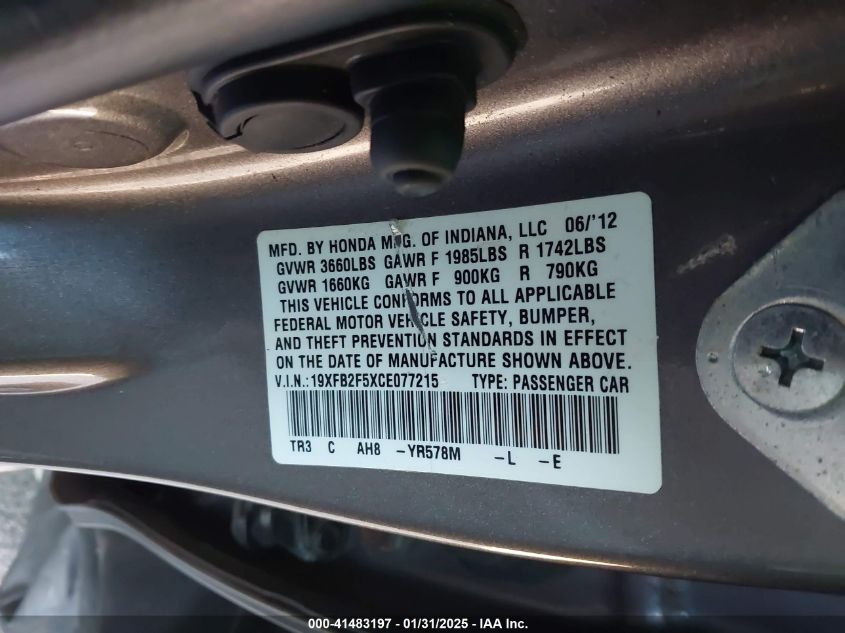 MFD. BY HONDA MFG. OF INDIANA, LLC 06/'12
GVWR 3660LBS GAWR F 1985LBS R 1742LBS
GVWR 1660KG GAWR F 900KG R 790KG
THIS VEHICLE CONFORMS TO ALL APPLICABLE
FEDERAL MOTOR VEHICLE SAFETY, BUMPER,
AND THEFT PREVENTION STANDARDS IN EFFECT
ON THE DATE OF MANUFACTURE SHOWN ABOVE.
V.I.N.:19XFB2F5XCE077215 TYPE: PASSENGER CAR
TR3 C AH8 -YR578M -L -E
000-41483197 - 01/31/2025 - IAA Inc.